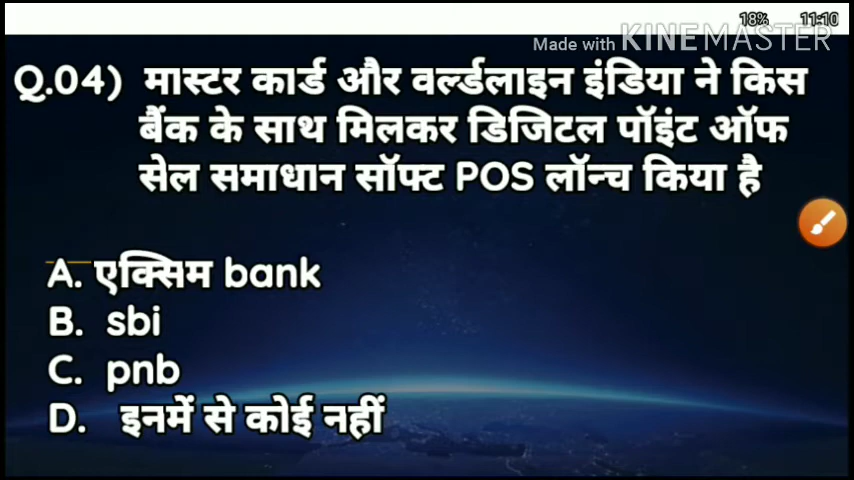 18% 11:10
Made with KINEMASTER
Q.04) मास्टर कार्ड और वर्ल्डलाइन इंडिया ने किस
बैंक के साथ मिलकर डिजिटल पॉइंट ऑफ
सेल समाधान सॉफ्ट POS लॉन्च किया है
A. एक्सिम bank
B. sbi
C. pnb
D. इनमें से कोई नहीं